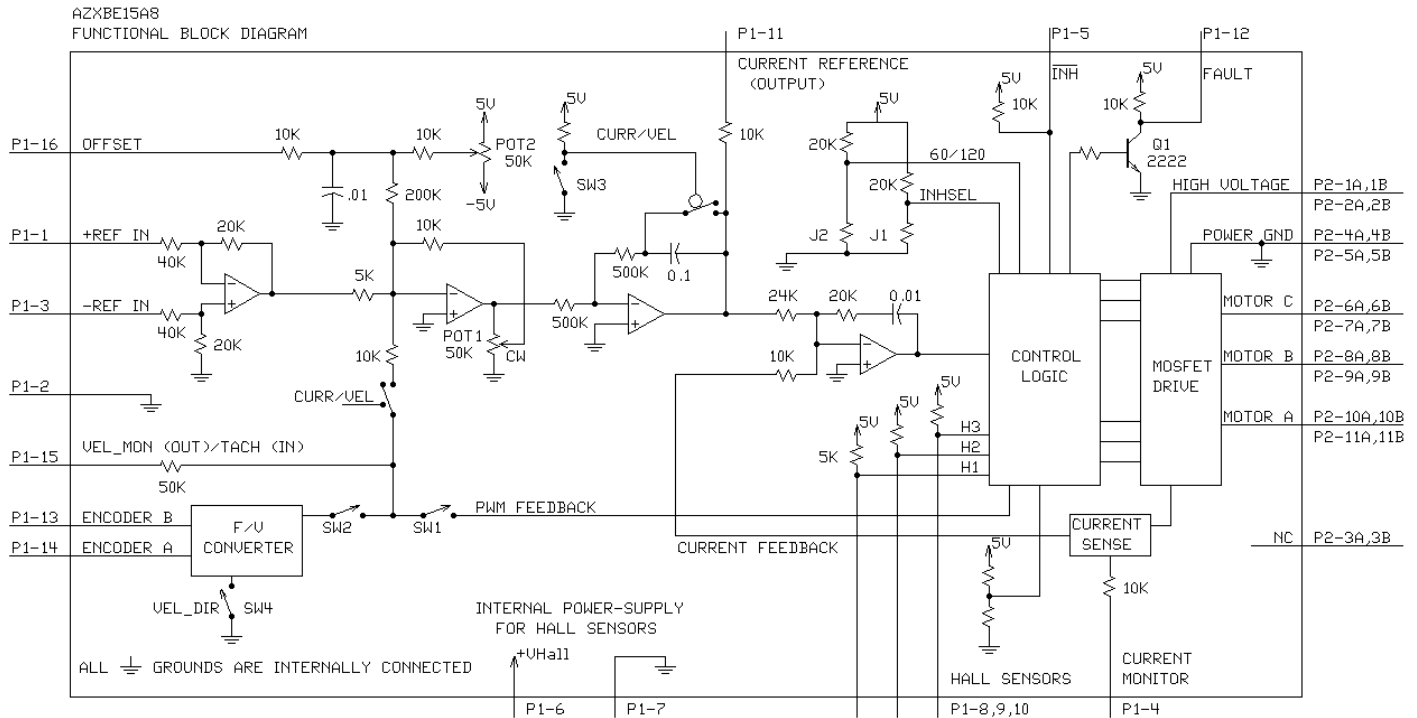 AZXBE15A8
FUNCTIONAL BLOCK DIAGRAM
P1-11
P1-5
P1-12
CURRENT REFERENCE
(OUTPUT)
INH
FAULT
5V
10K
5V
10K
Q1
2222
P1-16
OFFSET
10K
10K
5V
POT2
50K
-5V
.01
200K
5V
CURR/VEL
SW3
10K
5V
20K
60/120
20K
INHSEL
J2
J1
HIGH VOLTAGE
P2-1A,1B
P2-2A,2B
POWER GND
P2-4A,4B
P2-5A,5B
P1-1
+REF IN
40K
20K
10K
5K
500K
0.1
P1-3
-REF IN
40K
20K
POT1
50K
CW
500K
24K
20K
0.01
10K
CONTROL
LOGIC
MOSFET
DRIVE
MOTOR C
P2-6A,6B
P2-7A,7B
MOTOR B
P2-8A,8B
P2-9A,9B
MOTOR A
P2-10A,10B
P2-11A,11B
P1-2
10K
CURR/VEL
5V
5V
5V
5K
H3
H2
H1
VEL_MON (OUT)/TACH (IN)
P1-15
50K
P1-13
ENCODER B
P1-14
ENCODER A
F/V
CONVERTER
SW2
SW1
PWM FEEDBACK
CURRENT FEEDBACK
CURRENT
SENSE
NC
P2-3A,3B
5V
10K
VEL_DIR
SW4
INTERNAL POWER-SUPPLY
FOR HALL SENSORS
+VHall
ALL GROUNDS ARE INTERNALLY CONNECTED
HALL SENSORS
CURRENT
MONITOR
P1-6
P1-7
P1-8,9,10
P1-4